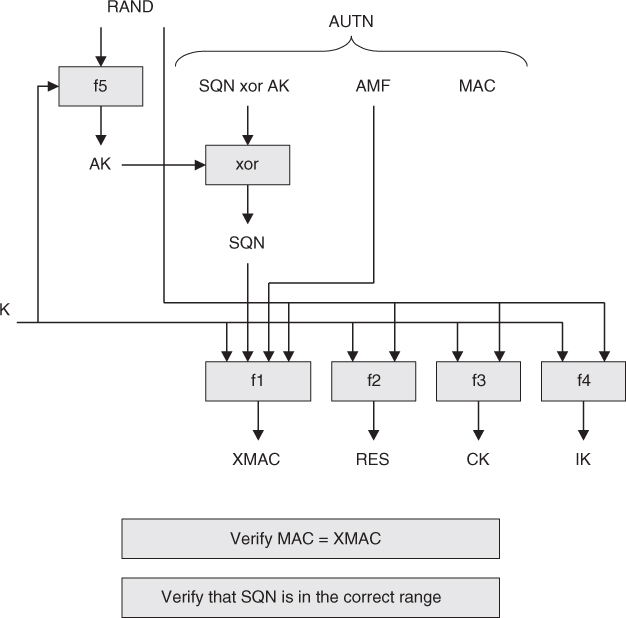 RAND
AUTN
f5
SQN xor AK
AMF
MAC
AK
xor
SQN
K
f1
f2
f3
f4
XMAC
RES
CK
IK
Verify MAC = XMAC
Verify that SQN is in the correct range